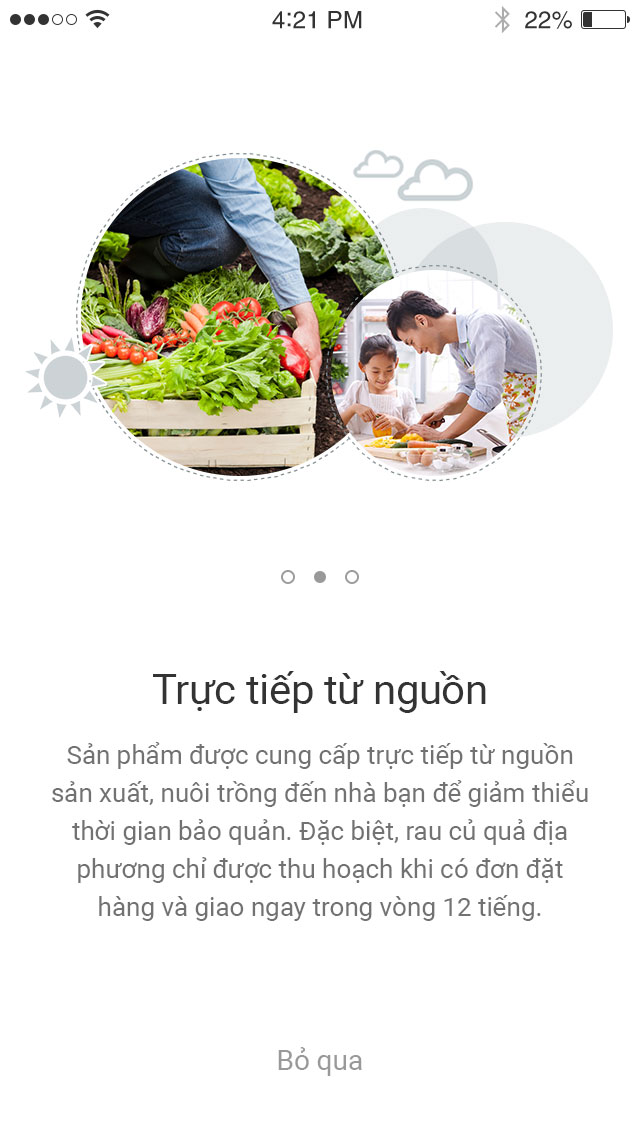 4:21 PM
22%
Trực tiếp từ nguồn
Sản phẩm được cung cấp trực tiếp từ nguồn
sản xuất, nuôi trồng đến nhà bạn để giảm thiểu
thời gian bảo quản. Đặc biệt, rau củ quả địa
phương chỉ được thu hoạch khi có đơn đặt
hàng và giao ngay trong vòng 12 tiếng.
Bỏ qua